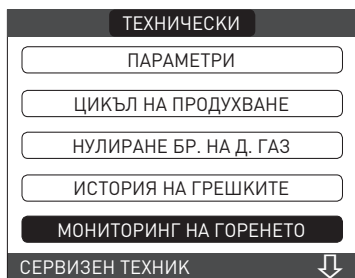 ТЕХНИЧЕСКИ
ПАРАМЕТРИ
ЦИКЪЛ НА ПРОДУХВАНЕ
НУЛИРАНЕ БР. НА Д. ГАЗ
ИСТОРИЯ НА ГРЕШКИТЕ
МОНИТОРИНГ НА ГОРЕНЕТО
СЕРВИЗЕН ТЕХНИК